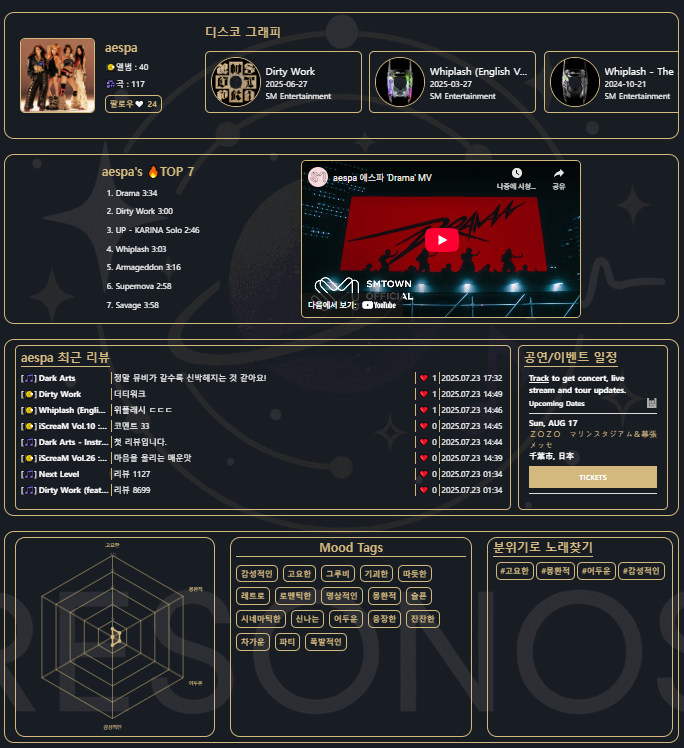 디스코 그래피
aespa
앨범 : 40
곡 : 117
팔로우 24
Dirty Work
2025-06-27
SM Entertainment
Whiplash (English V...
2025-03-27
SM Entertainment
Whiplash - The
2024-10-21
SM Entertainment
aespa's TOP 7
1. Drama 3:34
2. Dirty Work 3:00
3. UP - KARINA Solo 2:46
4. Whiplash 3:03
5. Armageddon 3:16
6. Supernova 2:58
7. Savage 3:58
aespa 에스파 'Drama' MV
나중에 시청...
공유
DRAMA
SMTOWN
OFFICIAL
다음에서 보기: YouTube
aespa 최근 리뷰
[🎵] Dark Arts 정말 뮤비가 갈수록 신박해지는 것 같아요! ❤ 1 2025.07.23 17:32
[📀] Dirty Work 더티워크 ❤ 1 2025.07.23 14:49
[📀] Whiplash (Engli... 위플래시 ㄷㄷㄷ ❤ 1 2025.07.23 14:46
[📀] iScreaM Vol.10 :... 코멘트 33 ❤ 0 2025.07.23 14:45
[🎵] Dark Arts - Instr... 첫 리뷰입니다. ❤ 0 2025.07.23 14:44
[📀] iScreaM Vol.26 :... 마음을 울리는 매운맛 ❤ 0 2025.07.23 14:39
[🎵] Next Level 리뷰 1127 ❤ 0 2025.07.23 01:34
[🎵] Dirty Work (feat... 리뷰 8699 ❤ 0 2025.07.23 01:34
공연/이벤트 일정
Track to get concert, live
stream and tour updates.
Upcoming Dates
Sun, AUG 17
ZOZO マリンスタジアム&幕張
メッセ
千葉市, 日本
TICKETS
고요한
몽환적
어두운
감성적인
Mood Tags
감성적인 고요한 그루비 기괴한 따듯한
레트로 로맨틱한 명상적인 몽환적 슬픈
시네마틱한 신나는 어두운 웅장한 잔잔한
차가운 파티 폭발적인
분위기로 노래찾기
#고요한 #몽환적 #어두운 #감성적인
RESONOS